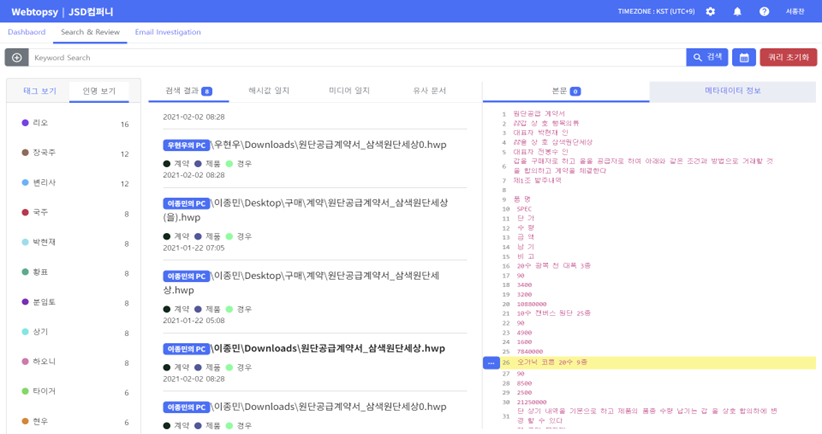 Webtopsy | JSD컴퍼니
TIMEZONE : KST (UTC+9)
서종찬
Dashbaord
Search & Review
Email Investigation
Keyword Search
검색
쿼리 초기화
태그 보기
인명 보기
리오 16
장국주 12
변리사 12
국주 8
박현재 8
황표 8
분임토 8
상기 8
하오니 8
타이거 6
현우 6
검색 결과 8
해시값 일치
미디어 일치
유사 문서
2021-02-02 08:28
우현우의 PC \우현우\Downloads\원단공급계약서_삼색원단세상0.hwp
계약 제품 경우
2021-02-02 08:28
이종민의 PC \이종민\Desktop\구매\계약\원단공급계약서_삼색원단세상
(을).hwp
계약 제품 경우
2021-01-22 07:05
이종민의 PC \이종민\Desktop\구매\원단공급계약서_삼색원단세
상.hwp
계약 제품 경우
2021-01-22 05:08
이종민의 PC \이종민\Downloads\원단공급계약서_삼색원단세상.hwp
계약 제품 경우
2021-02-02 08:28
이종민의 PC \이종민\Downloads\원단공급계약서_삼색원단세상0.hwp
계약 제품 경우
본문 0
메타데이터 정보
1 원단공급 계약서
2 갑 상 호 행복의류
3 대표자 박현재 인
4 을 상 호 삼색원단세상
5 대표자 전통수 인
6 갑을 구매자로 하고 을을 공급자로 하여 아래와 같은 조건과 방법으로 거래할 것
을 합의하고 계약을 체결한다
7 제1조 발주내역
8
9 품 명
10 SPEC
11 단 가
12 수 량
13 금 액
14 납 기
15 비 고
16 20수 광목 천 대폭 3종
17 90
18 3400
19 3200
20 10880000
21 10수 캔버스 원단 25종
22 90
23 4900
24 1600
25 7840000
26 오가닉 코튼 20수 9종
27 90
28 8500
29 2500
30 21250000
31 단 상기 내역을 기본으로 하고 제품의 품종 수량 납기는 갑 을 상호 합의하에 변
경 할 수 있다